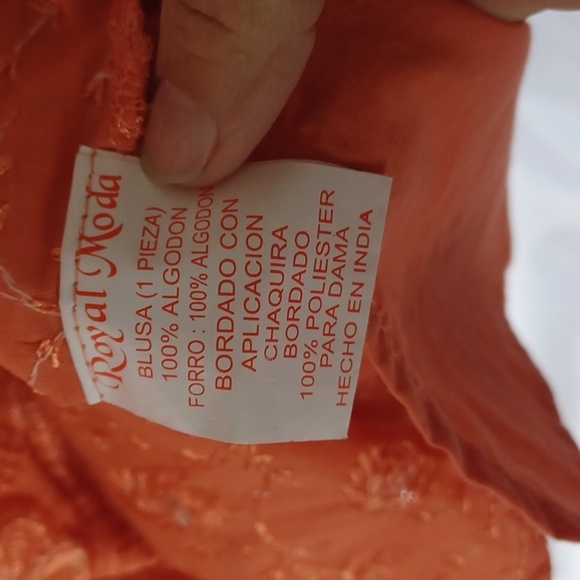 Royal Moda
BLUSA (1 PIEZA)
100% ALGODON
FORRO : 100% ALGODON
BORDADO CON
APLICACION
CHAQUIRA
BORDADO
100% POLIESTER
PARA DAMA
HECHO EN INDIA